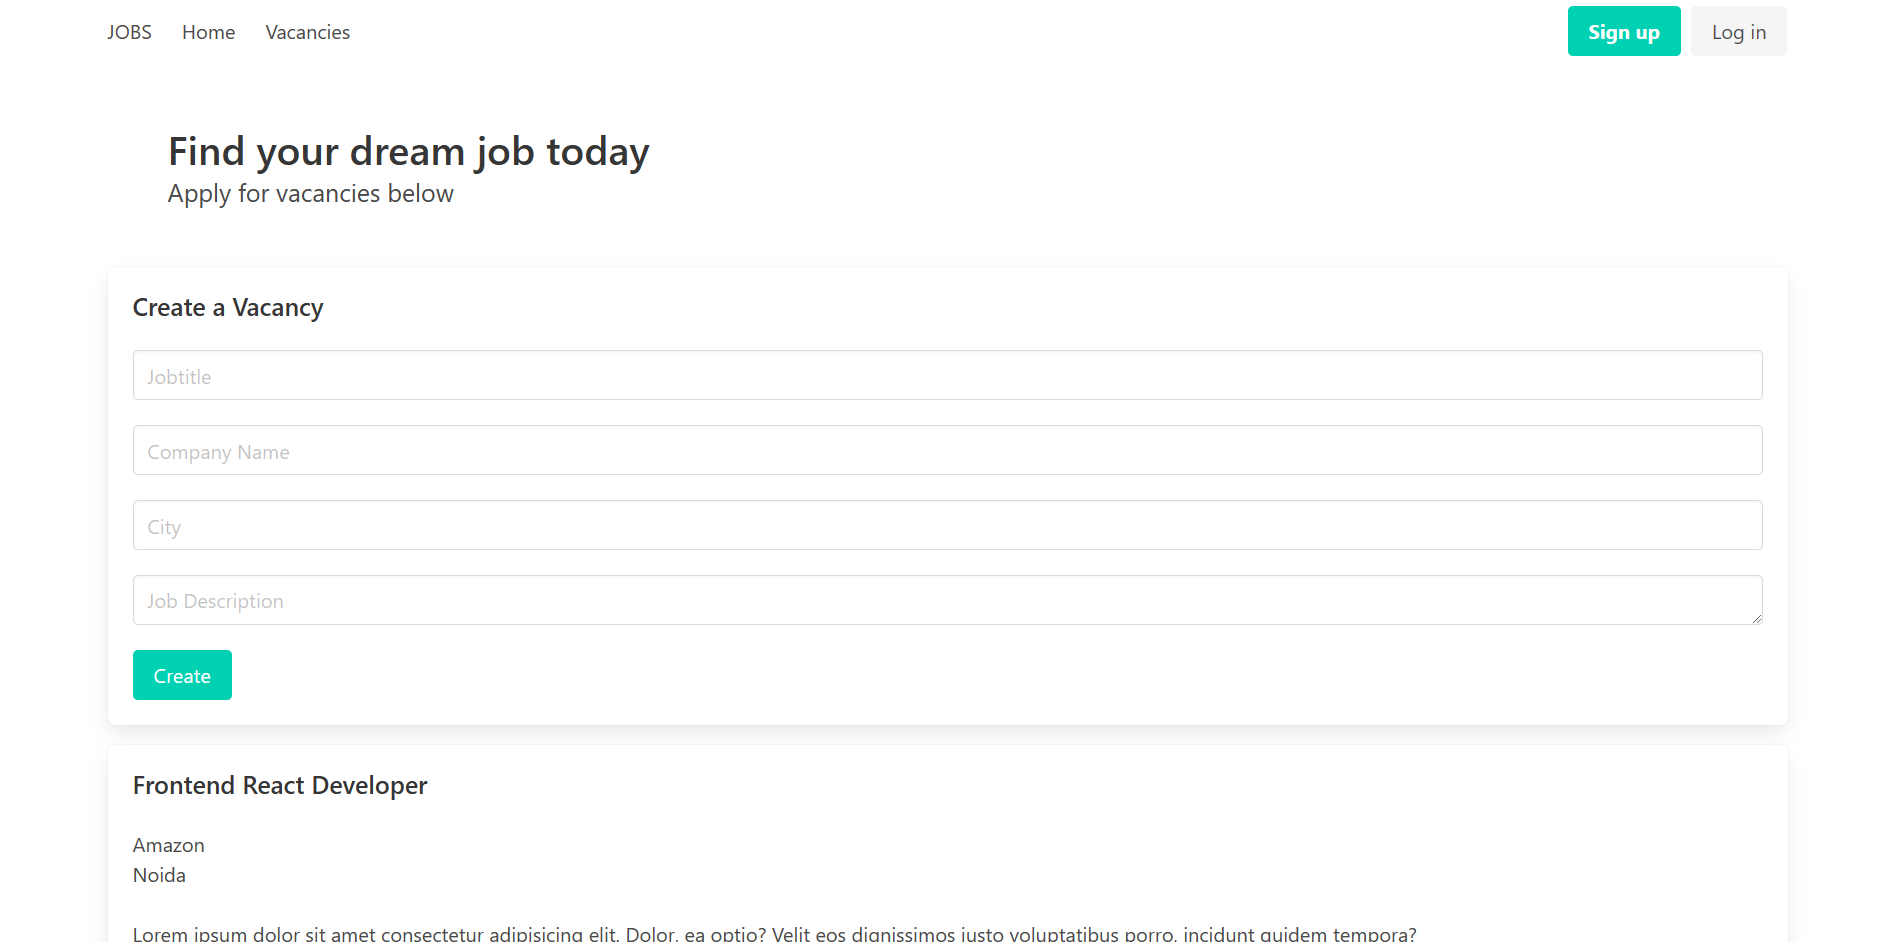 JOBS Home Vacancies Sign up Log in
Find your dream job today
Apply for vacancies below
Create a Vacancy
Jobtitle
Company Name
City
Job Description
Create
Frontend React Developer
Amazon
Noida
Lorem ipsum dolor sit amet consectetur adipisicing elit. Dolor, ea optio? Velit eos dignissimos iusto voluptatibus porro, incidunt quidem tempora?